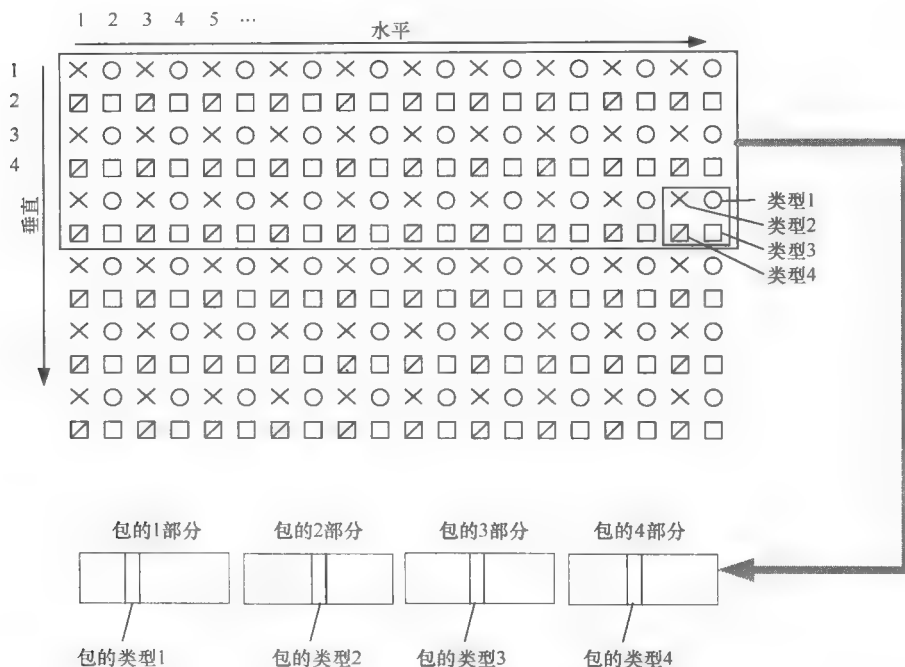 1 2 3 4 5 …
水平
1
2
3
4
垂直
类型1
类型2
类型3
类型4
包的1部分 包的2部分 包的3部分 包的4部分
包的类型1 包的类型2 包的类型3 包的类型4